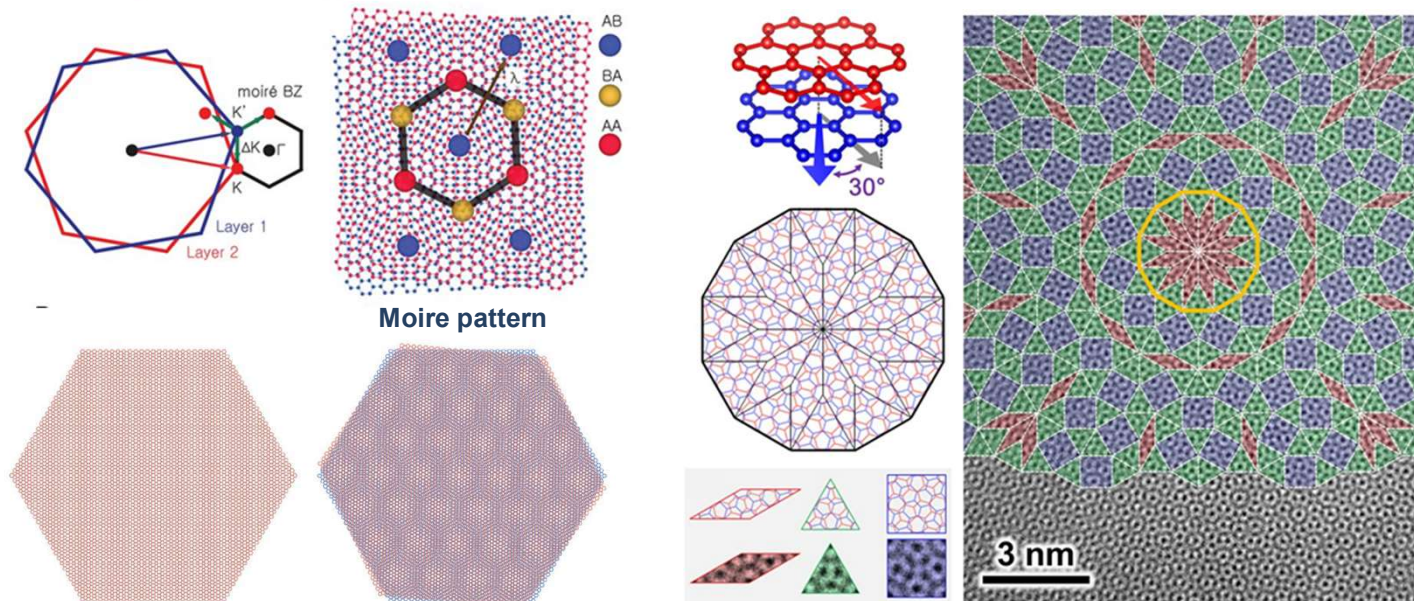 moiré BZ
K'
ΔK
Γ
K
Layer 1
Layer 2
AB
BA
AA
λ
Moire pattern
30°
3 nm